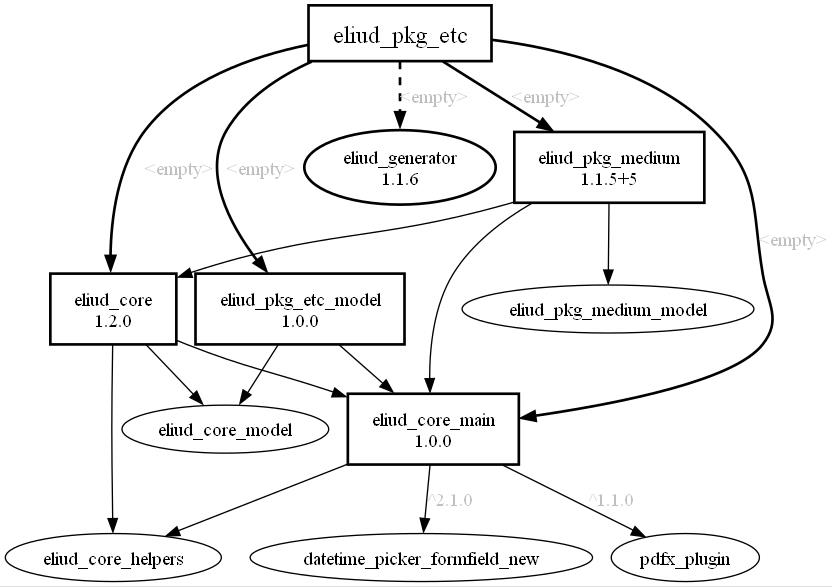 eliud_pkg_etc
<empty>
<empty>
eliud_generator
1.1.6
eliud_pkg_medium
1.1.5+5
<empty>
<empty>
<empty>
eliud_core
1.2.0
eliud_pkg_etc_model
1.0.0
eliud_pkg_medium_model
eliud_core_model
eliud_core_main
1.0.0
^2.1.0
^1.1.0
eliud_core_helpers
datetime_picker_formfield_new
pdfx_plugin